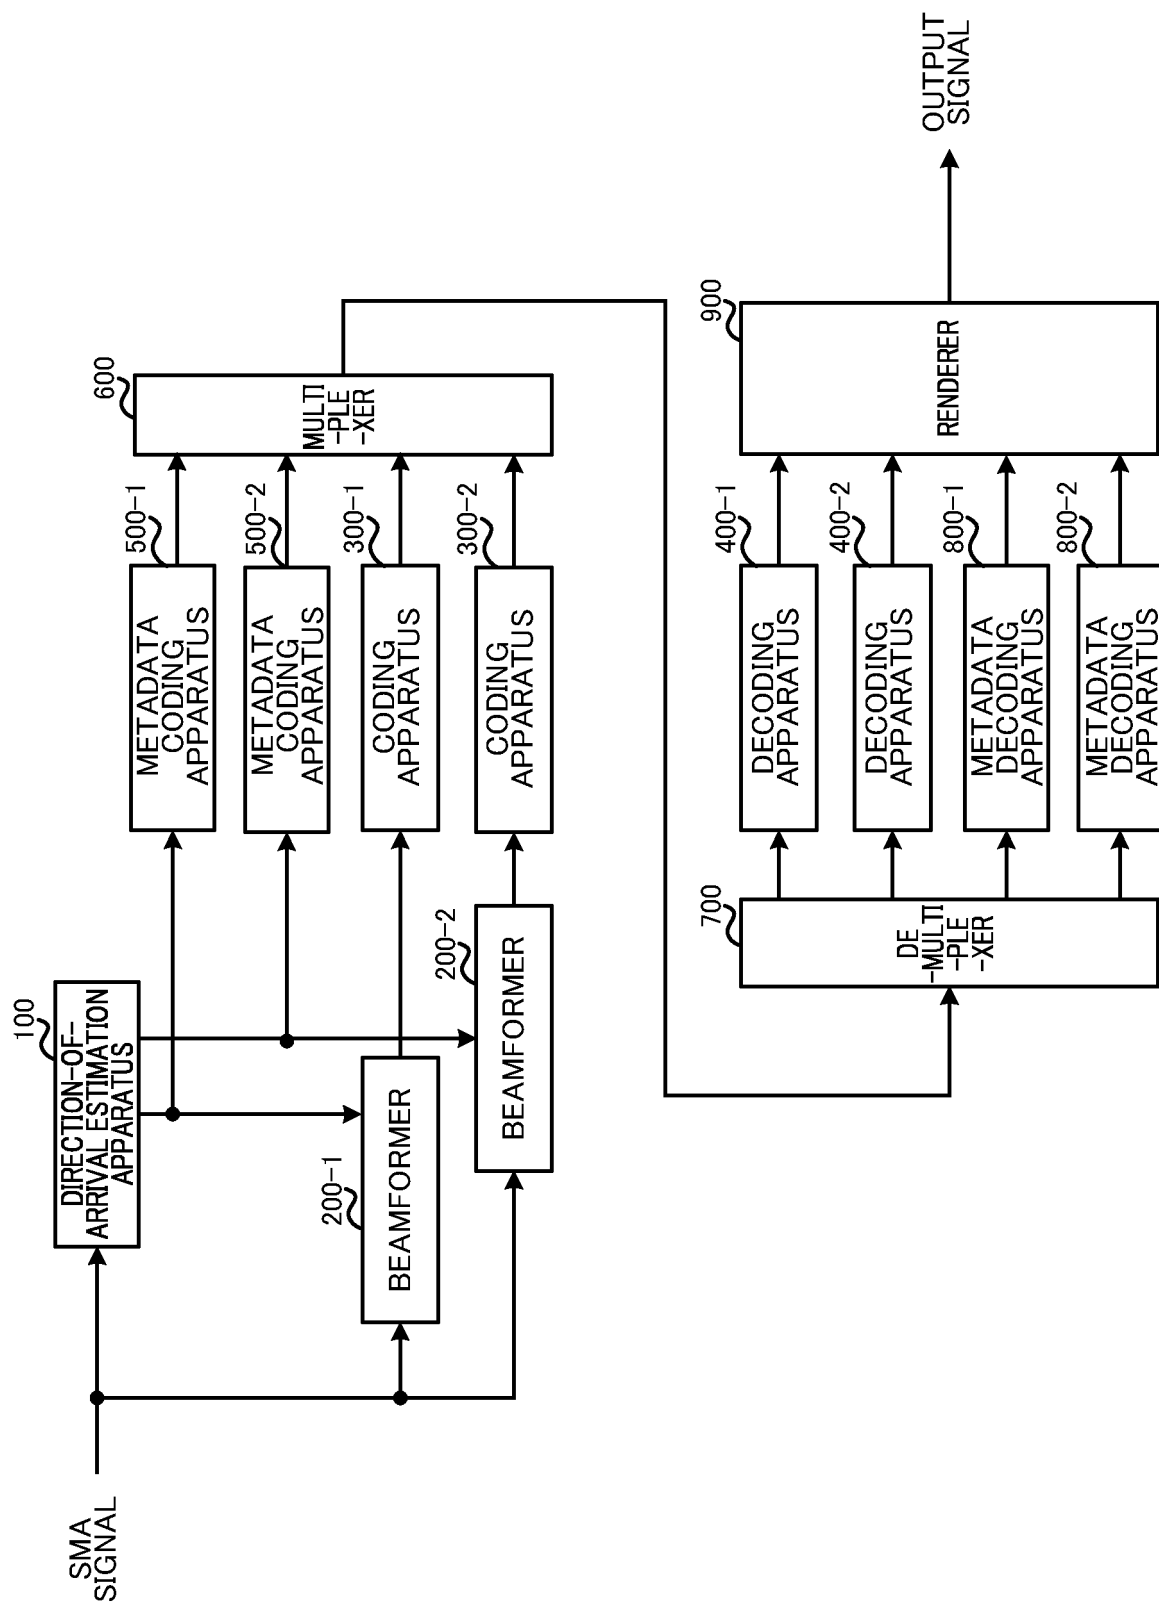 SMA
SIGNAL
100
DIRECTION-OF-
ARRIVAL ESTIMATION
APPARATUS
200-1
BEAMFORMER
200-2
BEAMFORMER
500-1
METADATA
CODING
APPARATUS
500-2
METADATA
CODING
APPARATUS
300-1
CODING
APPARATUS
300-2
CODING
APPARATUS
600
MULTI
-PLE
-XER
700
DE
-MULTI
-PLE
-XER
400-1
DECODING
APPARATUS
400-2
DECODING
APPARATUS
800-1
METADATA
DECODING
APPARATUS
800-2
METADATA
DECODING
APPARATUS
900
RENDERER
OUTPUT
SIGNAL